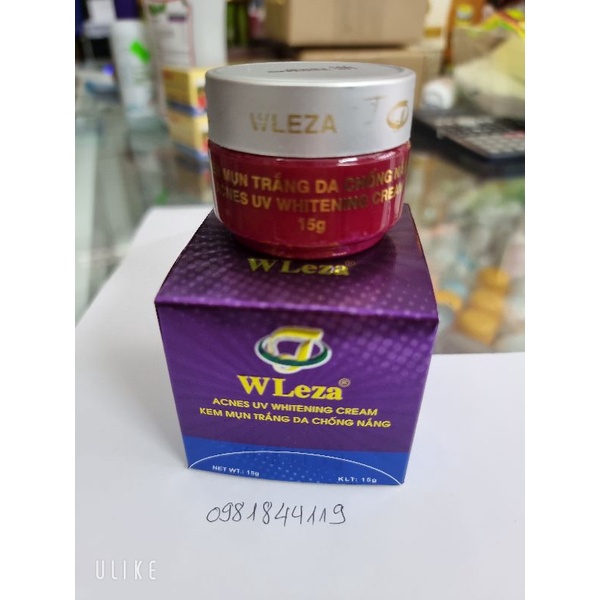 WLEZA
MỤN TRẮNG DA CHỐNG
ACNES UV WHITENING CREAM
15g
WLeza®
WLeza®
ACNES UV WHITENING CREAM
KEM MỤN TRẮNG DA CHỐNG NẮNG
NET WT.: 15g
KLT: 15g
0981844119
ULIKE